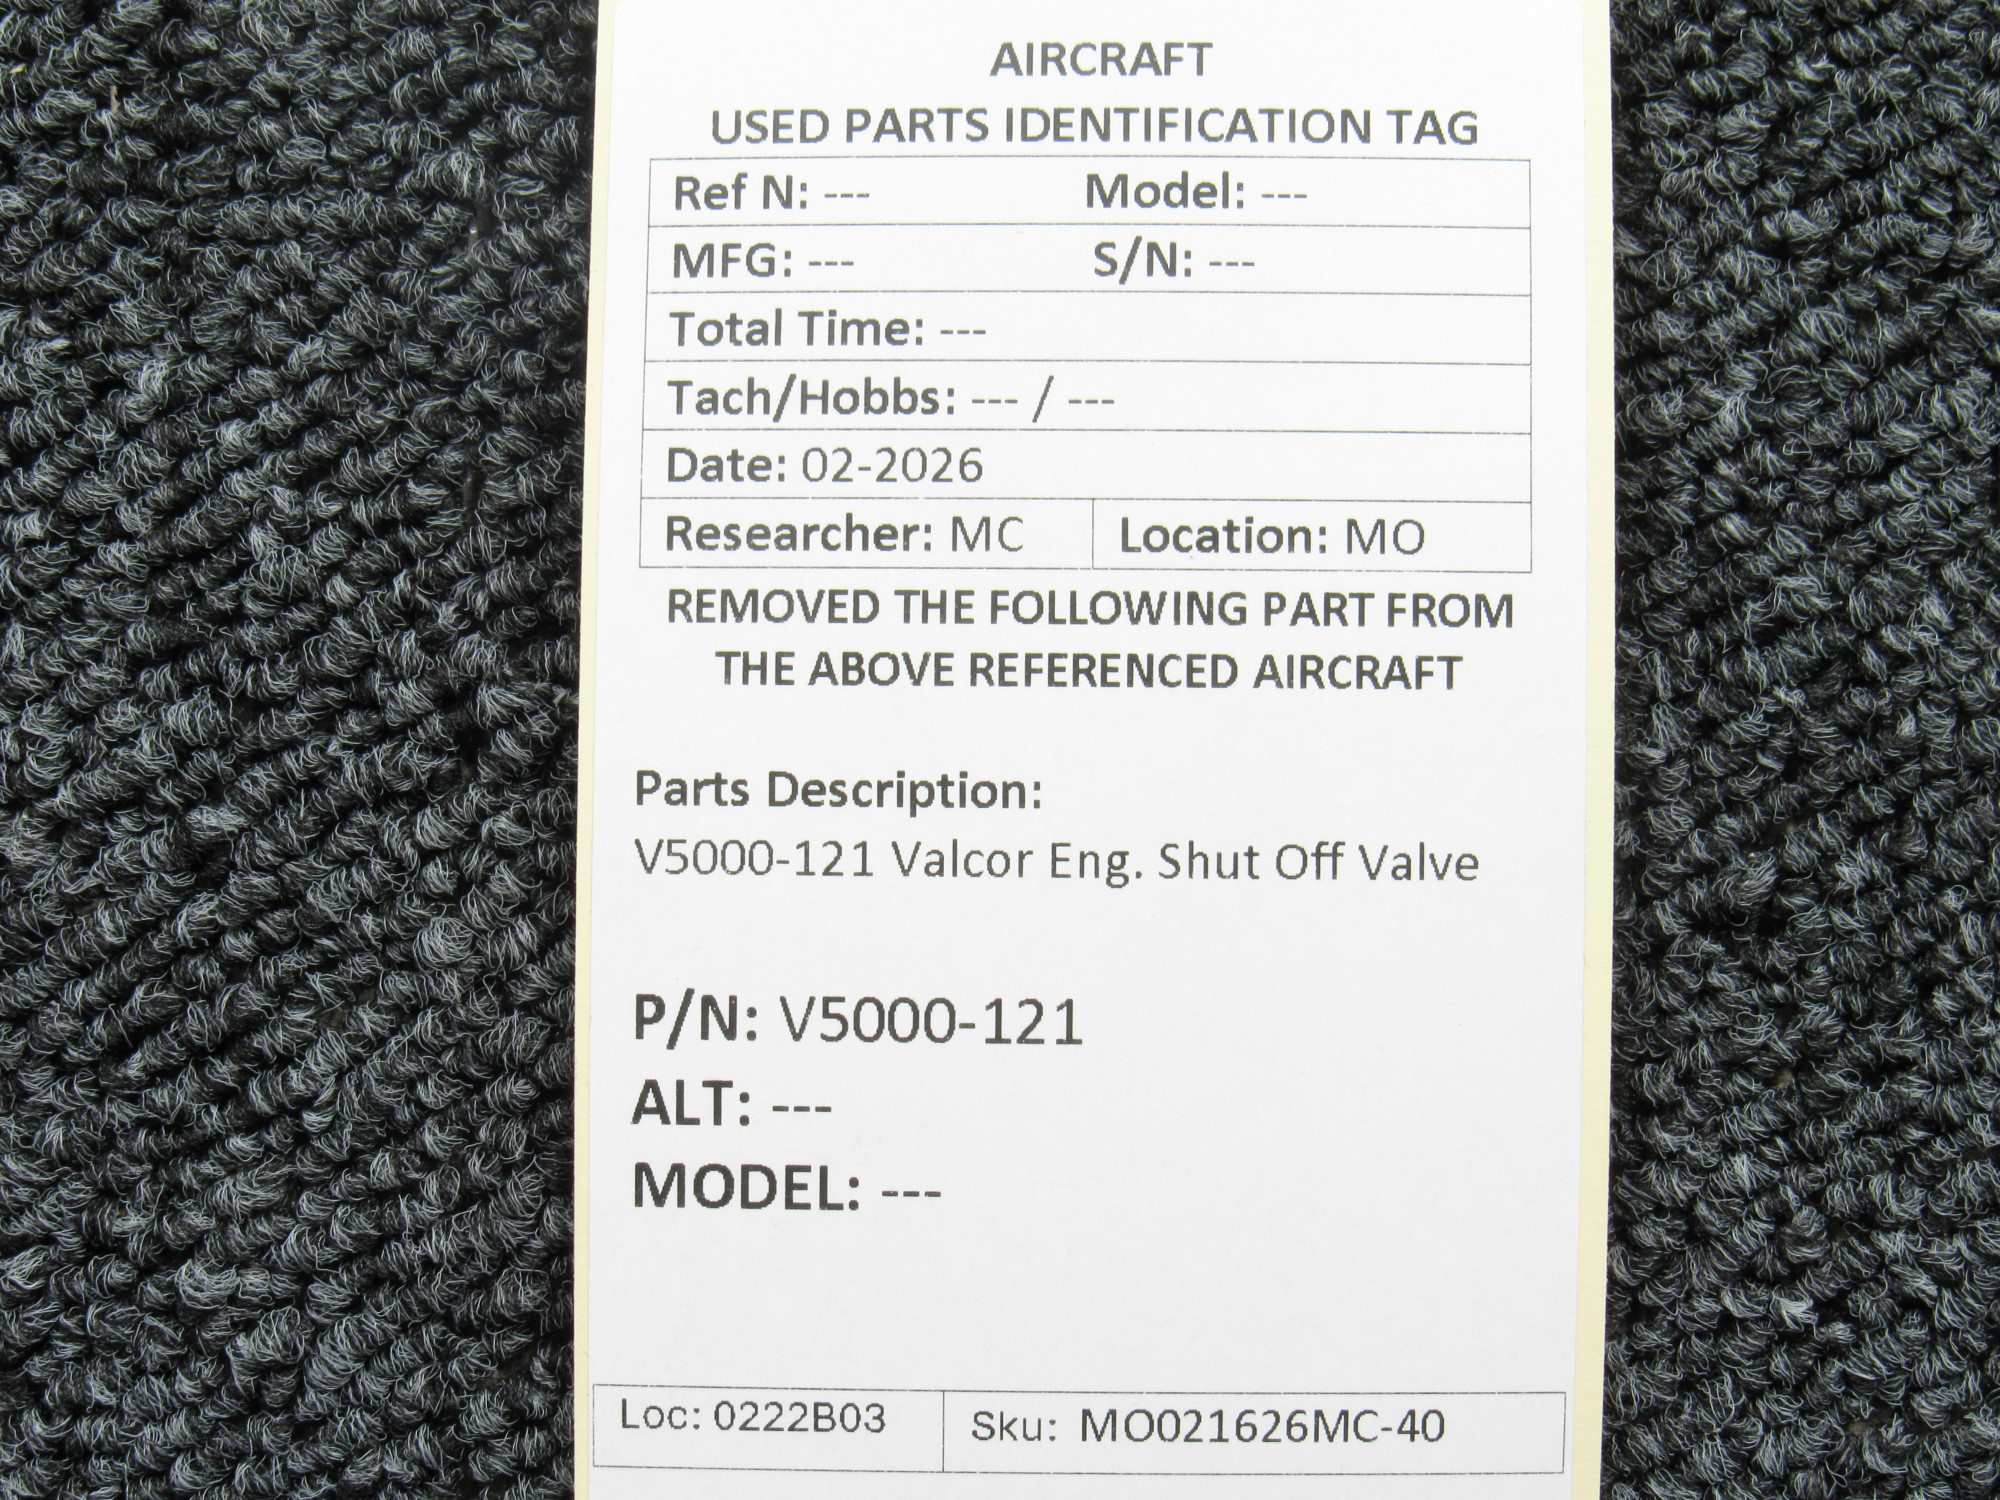 AIRCRAFT
USED PARTS IDENTIFICATION TAG
Ref N: --- Model: ---
MFG: --- S/N: ---
Total Time: ---
Tach/Hobbs: --- / ---
Date: 02-2026
Researcher: MC Location: MO
REMOVED THE FOLLOWING PART FROM
THE ABOVE REFERENCED AIRCRAFT
Parts Description:
V5000-121 Valcor Eng. Shut Off Valve
P/N: V5000-121
ALT: ---
MODEL: ---
Loc: 0222B03 Sku: MO021626MC-40